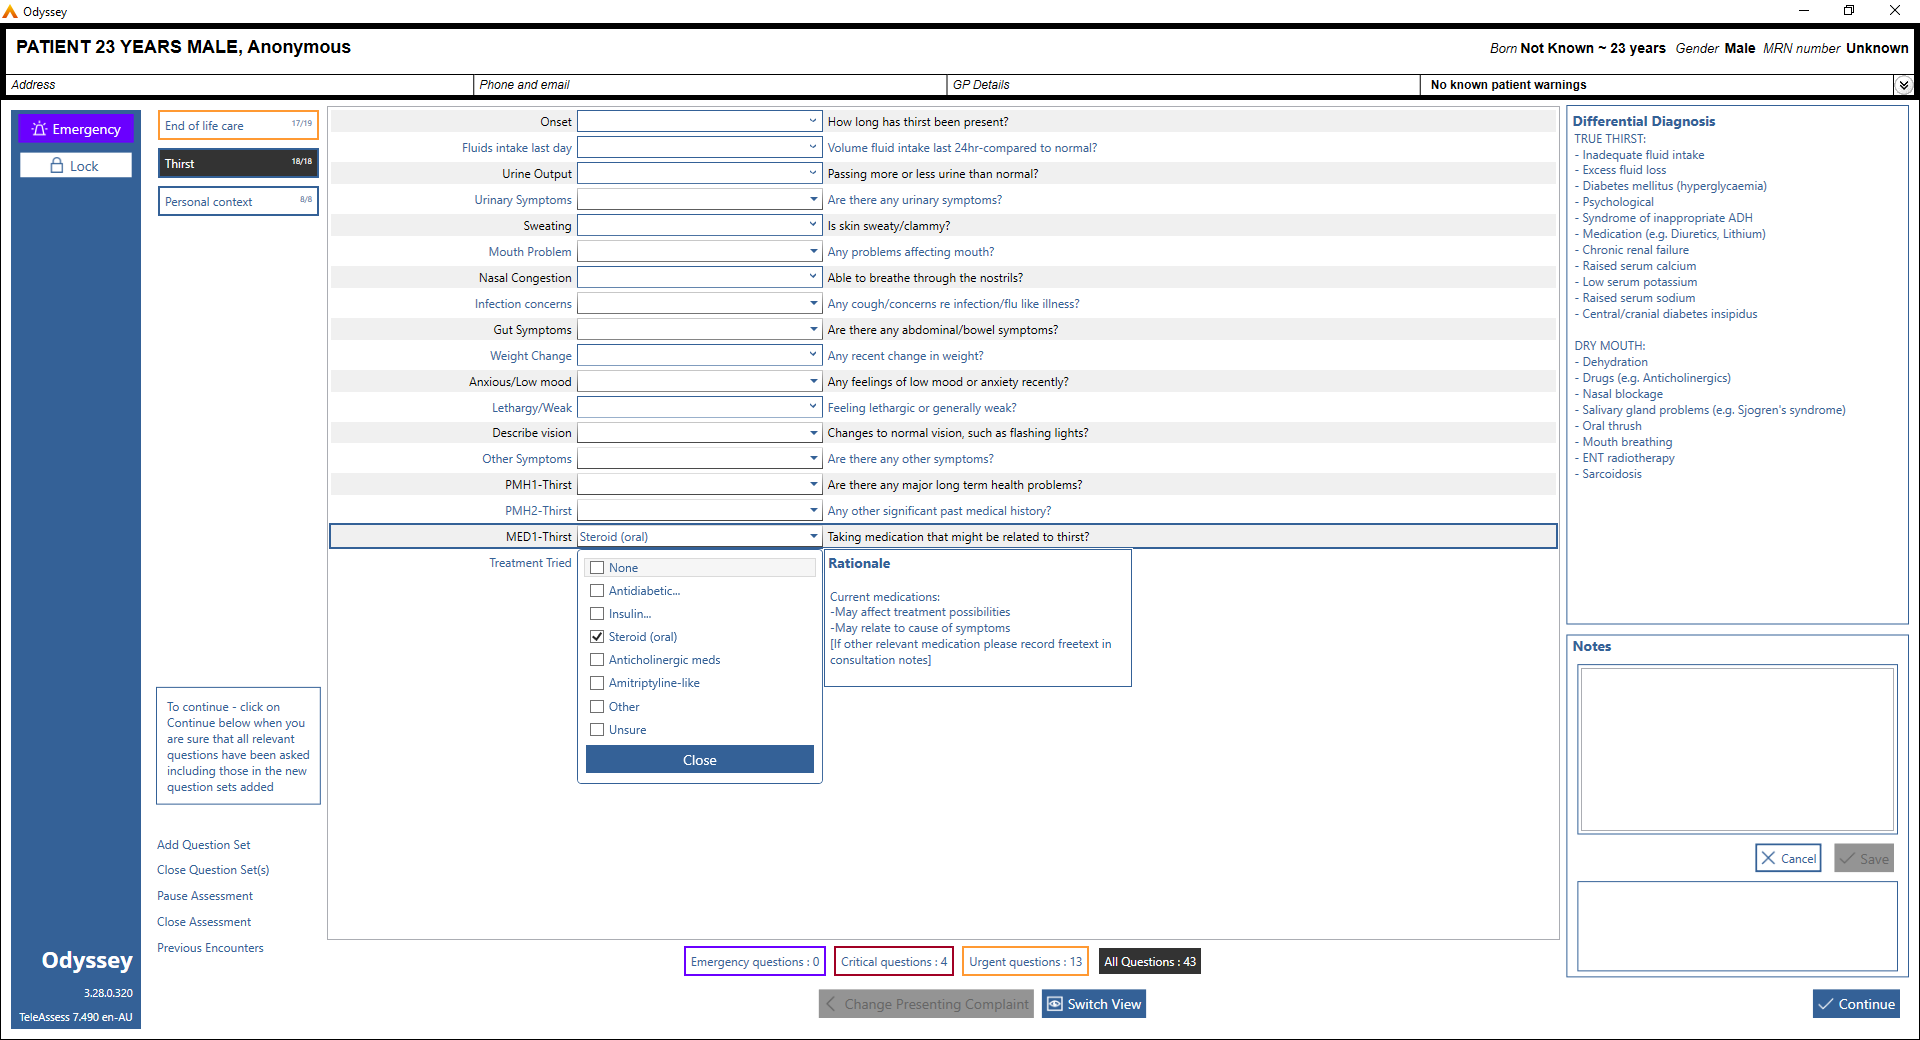 Odyssey
PATIENT 23 YEARS MALE, Anonymous
Born Not Known ~ 23 years Gender Male MRN number Unknown
Address
Phone and email
GP Details
No known patient warnings
Emergency
Lock
End of life care 17/19
Thirst 18/18
Personal context 8/8
Onset How long has thirst been present?
Fluids intake last day Volume fluid intake last 24hr-compared to normal?
Urine Output Passing more or less urine than normal?
Urinary Symptoms Are there any urinary symptoms?
Sweating Is skin sweaty/clammy?
Mouth Problem Any problems affecting mouth?
Nasal Congestion Able to breathe through the nostrils?
Infection concerns Any cough/concerns re infection/flu like illness?
Gut Symptoms Are there any abdominal/bowel symptoms?
Weight Change Any recent change in weight?
Anxious/Low mood Any feelings of low mood or anxiety recently?
Lethargy/Weak Feeling lethargic or generally weak?
Describe vision Changes to normal vision, such as flashing lights?
Other Symptoms Are there any other symptoms?
PMH1-Thirst Are there any major long term health problems?
PMH2-Thirst Any other significant past medical history?
MED1-Thirst Steroid (oral) Taking medication that might be related to thirst?
Treatment Tried
None
Antidiabetic...
Insulin...
Steroid (oral)
Anticholinergic meds
Amitriptyline-like
Other
Unsure
Close
Rationale
Current medications:
-May affect treatment possibilities
-May relate to cause of symptoms
[If other relevant medication please record freetext in
consultation notes]
Differential Diagnosis
TRUE THIRST:
- Inadequate fluid intake
- Excess fluid loss
- Diabetes mellitus (hyperglycaemia)
- Psychological
- Syndrome of inappropriate ADH
- Medication (e.g. Diuretics, Lithium)
- Chronic renal failure
- Raised serum calcium
- Low serum potassium
- Raised serum sodium
- Central/cranial diabetes insipidus
DRY MOUTH:
- Dehydration
- Drugs (e.g. Anticholinergics)
- Nasal blockage
- Salivary gland problems (e.g. Sjogren's syndrome)
- Oral thrush
- Mouth breathing
- ENT radiotherapy
- Sarcoidosis
Notes
Cancel
Save
To continue - click on
Continue below when you
are sure that all relevant
questions have been asked
including those in the new
question sets added
Add Question Set
Close Question Set(s)
Pause Assessment
Close Assessment
Previous Encounters
Odyssey
3.28.0.320
TeleAssess 7.490 en-AU
Emergency questions : 0
Critical questions : 4
Urgent questions : 13
All Questions : 43
Change Presenting Complaint
Switch View
Continue